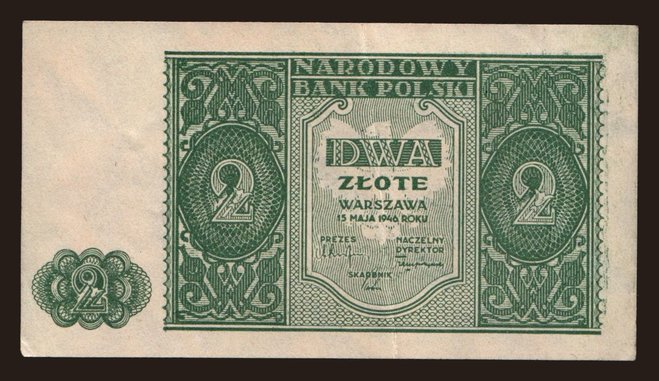 NARODOWY
BANK POLSKI
DWA
ZŁOTE
WARSZAWA
15 MAJA 1946 ROKU
PREZES NACZELNY
DYREKTOR
SKARBNIK
2 2
2